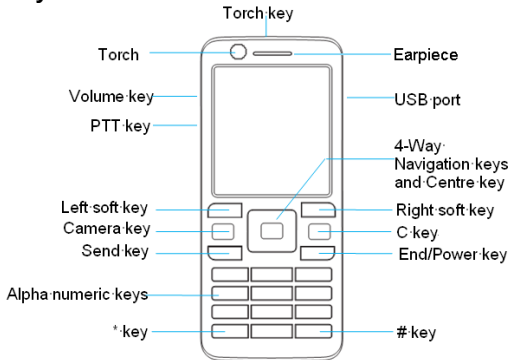 Torch key
Torch
Earpiece
Volume key
USB port
PTT key
4-Way
Navigation keys
and Centre key
Left soft key
Right soft key
Camera key
C key
Send key
End/Power key
Alpha numeric keys
* key
# key